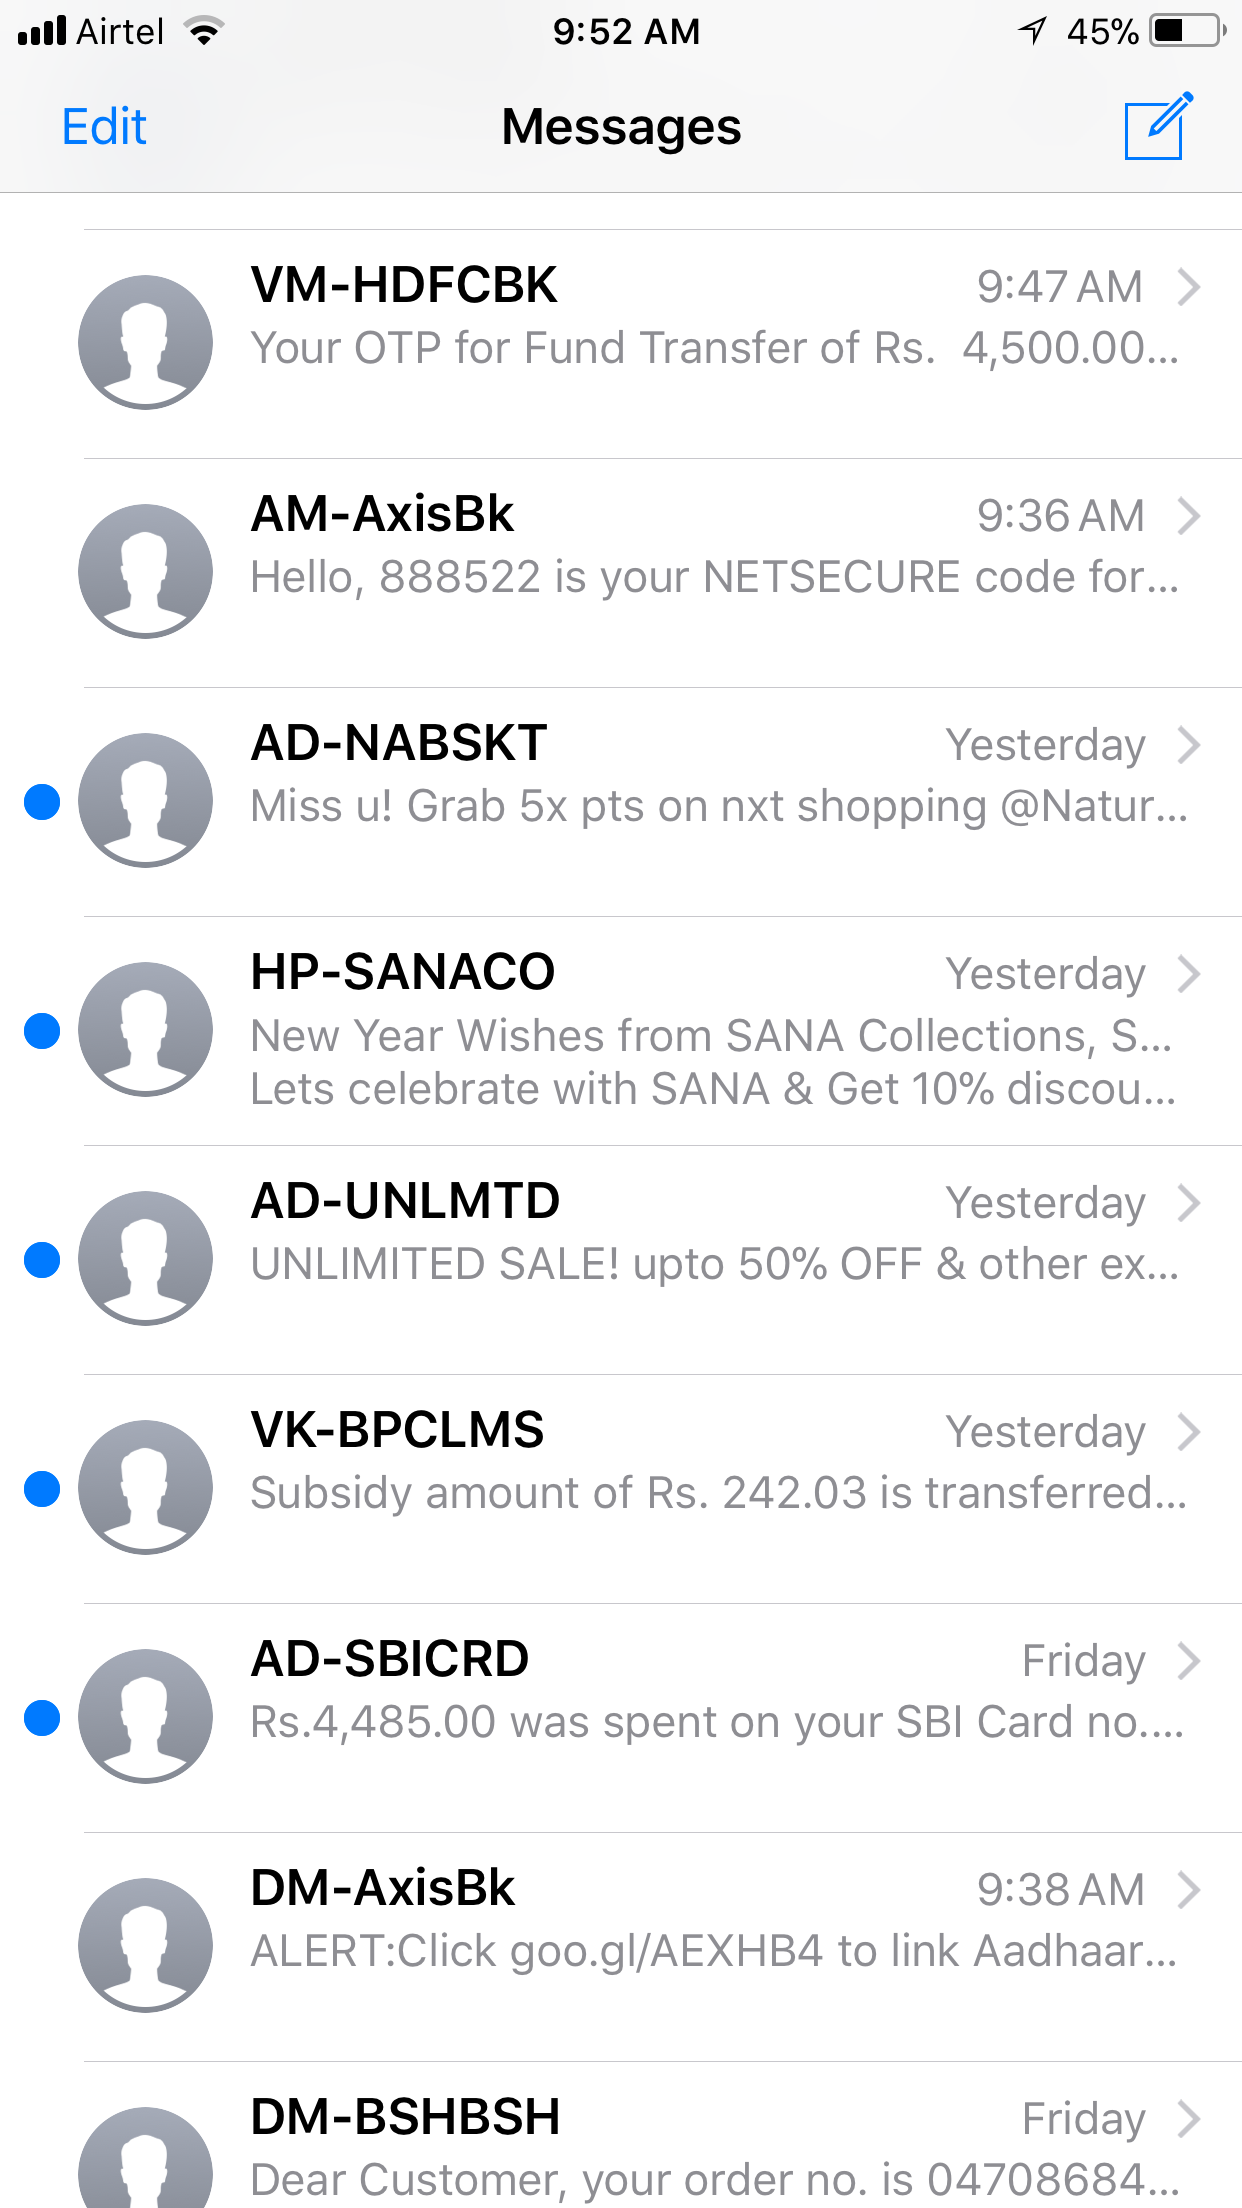 Airtel 9:52 AM 45%
Edit Messages
VM-HDFCBK 9:47 AM
Your OTP for Fund Transfer of Rs.  4,500.00...
AM-AxisBk 9:36 AM
Hello, 888522 is your NETSECURE code for...
AD-NABSKT Yesterday
Miss u! Grab 5x pts on nxt shopping @Natur...
HP-SANACO Yesterday
New Year Wishes from SANA Collections, S...
Lets celebrate with SANA & Get 10% discou...
AD-UNLMTD Yesterday
UNLIMITED SALE! upto 50% OFF & other ex...
VK-BPCLMS Yesterday
Subsidy amount of Rs. 242.03 is transferred...
AD-SBICRD Friday
Rs.4,485.00 was spent on your SBI Card no....
DM-AxisBk 9:38 AM
ALERT:Click goo.gl/AEXHB4 to link Aadhaar...
DM-BSHBSH Friday
Dear Customer, your order no. is 04708684...